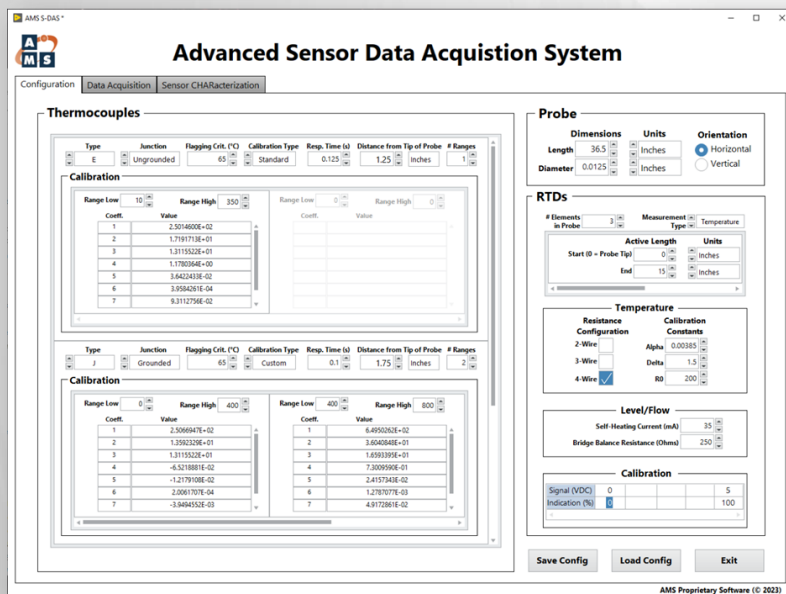 AMS S-DAS *
AMS
Advanced Sensor Data Acquistion System
Configuration Data Acquisition Sensor CHARacterization
Thermocouples
Type Junction Flagging Crit. (°C) Calibration Type Resp. Time (s) Distance from Tip of Probe # Ranges
E Ungrounded 65 Standard 0.125 1.25 Inches 1
Calibration
Range Low 10 Range High 350 Range Low 0 Range High 0
Coeff. Value Coeff. Value
1 2.5014600E+02
2 1.7191713E+01
3 1.3115522E+01
4 1.1780364E+00
5 3.6422433E-02
6 3.9584261E-04
7 9.3112756E-02
Type Junction Flagging Crit. (°C) Calibration Type Resp. Time (s) Distance from Tip of Probe # Ranges
J Grounded 65 Custom 0.1 1.75 Inches 2
Calibration
Range Low 0 Range High 400 Range Low 400 Range High 800
Coeff. Value Coeff. Value
1 2.5066947E+02 1 6.4950262E+02
2 1.3592329E+01 2 3.6040848E+01
3 1.3115522E+01 3 1.6593395E+01
4 -6.5218881E-02 4 7.3009590E-01
5 -1.2179108E-02 5 2.4157343E-02
6 2.0061707E-04 6 1.2787077E-03
7 -3.9494552E-03 7 4.9172861E-02
Probe
Dimensions Units Orientation
Length 36.5 Inches Horizontal
Diameter 0.0125 Inches Vertical
RTDs
# Elements in Probe 3 Measurement Type Temperature
Active Length Units
Start (0 = Probe Tip) 0 Inches
End 15 Inches
Temperature
Resistance Configuration Calibration Constants
2-Wire Alpha 0.00385
3-Wire Delta 1.5
4-Wire R0 200
Level/Flow
Self-Heating Current (mA) 35
Bridge Balance Resistance (Ohms) 250
Calibration
Signal (VDC) 0 5
Indication (%) 0 100
Save Config Load Config Exit
AMS Proprietary Software (© 2023)